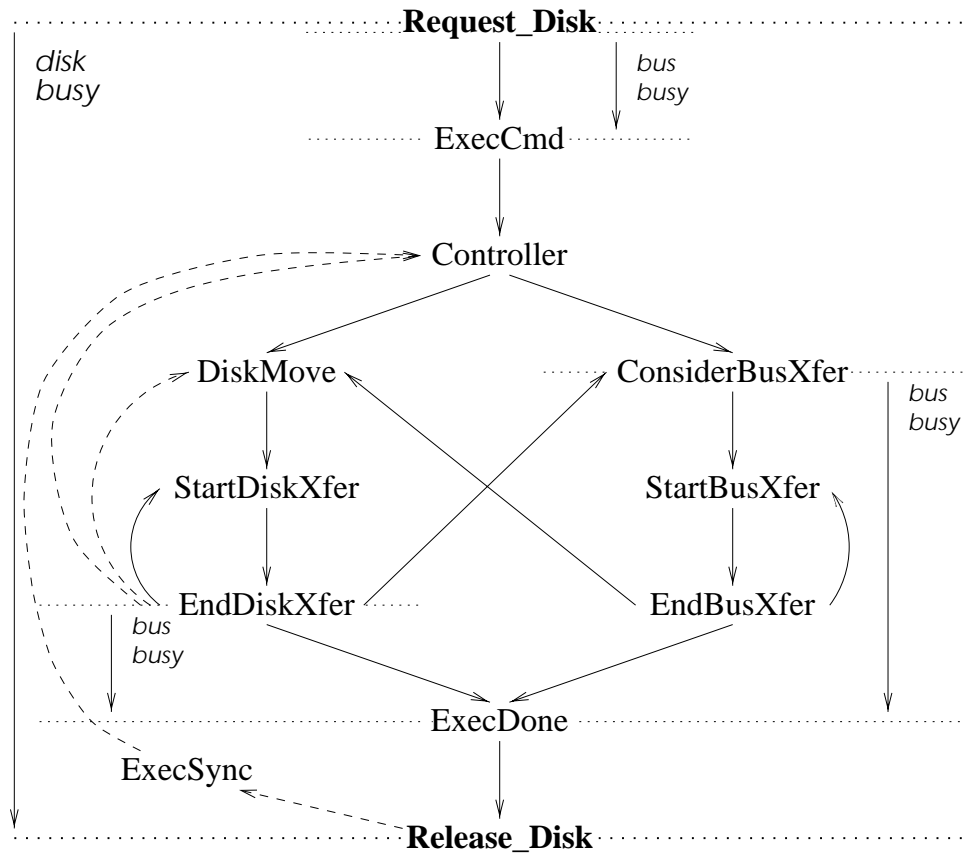 Request_Disk
disk
busy
bus
busy
ExecCmd
Controller
DiskMove
ConsiderBusXfer
bus
busy
StartDiskXfer
StartBusXfer
EndDiskXfer
EndBusXfer
bus
busy
ExecDone
ExecSync
Release_Disk